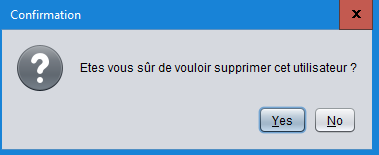 Confirmation
x
?
Etes vous sûr de vouloir supprimer cet utilisateur ?
Yes No